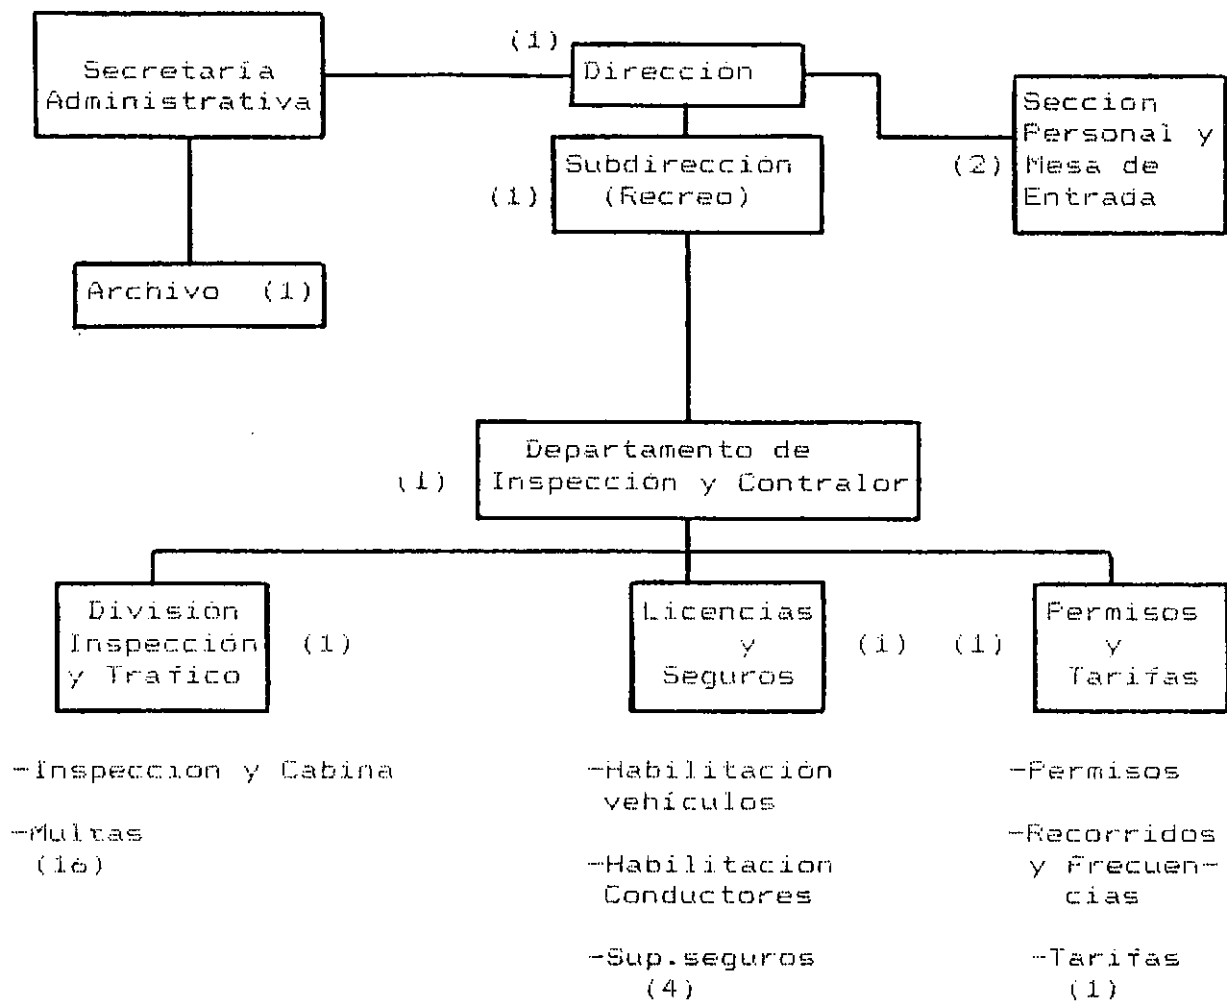 (1)
Secretaría
Administrativa
Dirección
Seccion
Personal y
Mesa de
Entrada
(2)
Subdirección
(Recreo)
(1)
Archivo (1)
Departamento de
Inspección y Contralor
(1)
División
Inspección
y Trafico
(1)
Licencias
y
Seguros
(1)
(1)
Permisos
y
Tarifas
-Inspeccion y Cabina
-Multas
(16)
-Habilitación
vehículos
-Habilitacion
Conductores
-Sup.seguros
(4)
-Permisos
-Recorridos
y Frecuen-
cias
-Tarifas
(1)